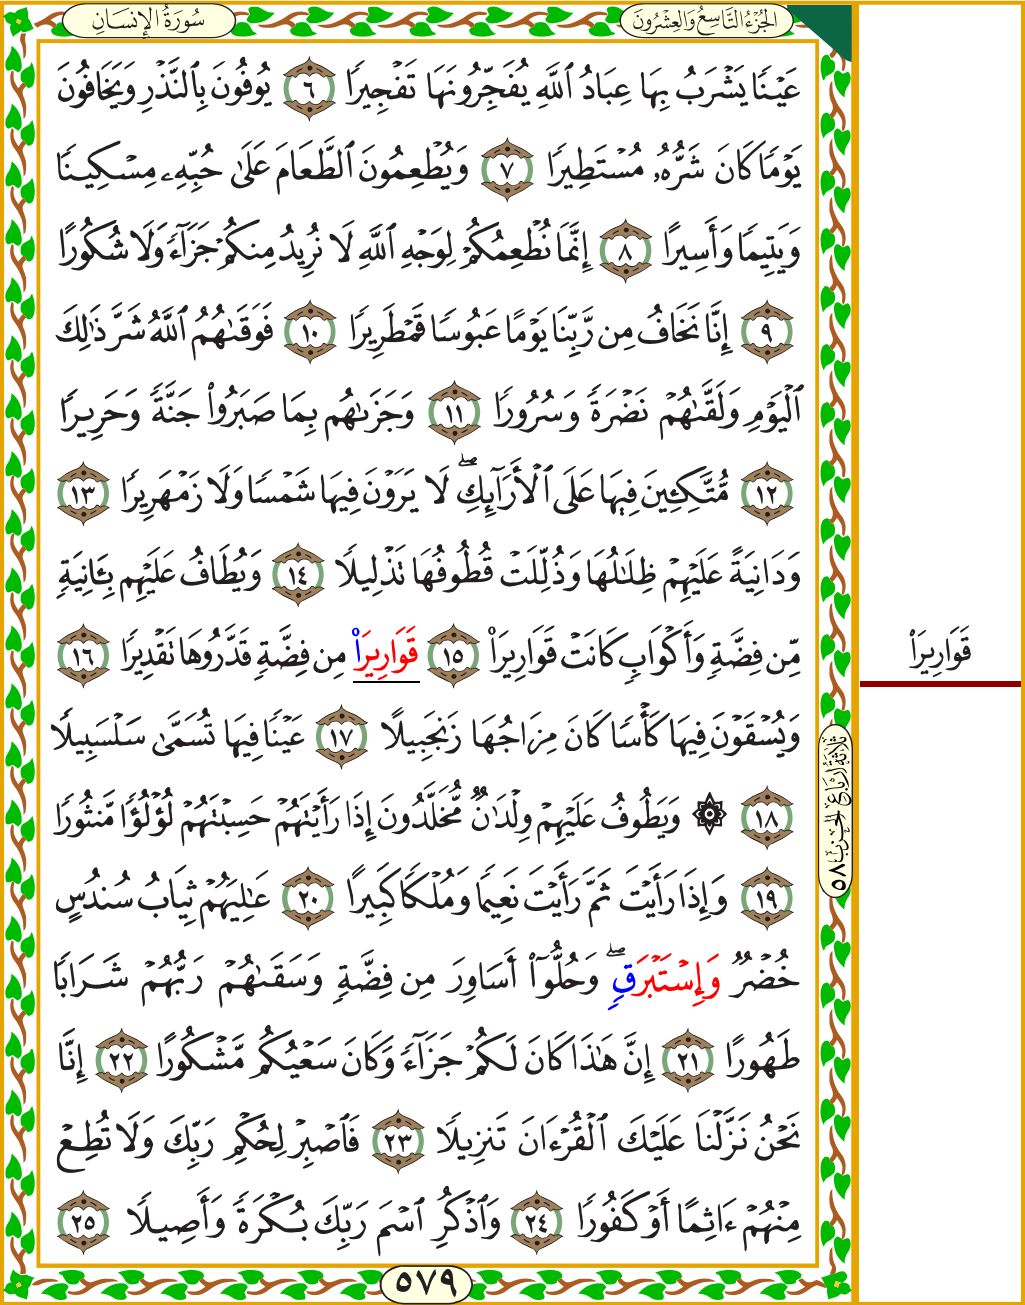 سُورَةُ الإِنسَانِ
الجُزْءُ التَّاسِعُ وَالعِشْرُونَ
عَيْنًا يَشْرَبُ بِهَا عِبَادُ ٱللَّهِ يُفَجِّرُونَهَا تَفْجِيرًا ٦ يُوفُونَ بِٱلنَّذْرِ وَيَخَافُونَ
يَوْمًا كَانَ شَرُّهُۥ مُسْتَطِيرًا ٧ وَيُطْعِمُونَ ٱلطَّعَامَ عَلَىٰ حُبِّهِۦ مِسْكِينًا
وَيَتِيمًا وَأَسِيرًا ٨ إِنَّمَا نُطْعِمُكُمْ لِوَجْهِ ٱللَّهِ لَا نُرِيدُ مِنكُمْ جَزَآءً وَلَا شُكُورًا
٩ إِنَّا نَخَافُ مِن رَّبِّنَا يَوْمًا عَبُوسًا قَمْطَرِيرًا ١٠ فَوَقَىٰهُمُ ٱللَّهُ شَرَّ ذَٰلِكَ
ٱلْيَوْمِ وَلَقَّىٰهُمْ نَضْرَةً وَسُرُورًا ١١ وَجَزَىٰهُم بِمَا صَبَرُوا۟ جَنَّةً وَحَرِيرًا
١٢ مُّتَّكِـِٔينَ فِيهَا عَلَى ٱلْأَرَآئِكِۖ لَا يَرَوْنَ فِيهَا شَمْسًا وَلَا زَمْهَرِيرًا ١٣
وَدَانِيَةً عَلَيْهِمْ ظِلَـٰلُهَا وَذُلِّلَتْ قُطُوفُهَا تَذْلِيلًا ١٤ وَيُطَافُ عَلَيْهِم بِـَٔانِيَةٍ
مِّن فِضَّةٍ وَأَكْوَابٍ كَانَتْ قَوَارِيرَا۠ ١٥ قَوَارِيرَا۟ مِن فِضَّةٍ قَدَّرُوهَا تَقْدِيرًا ١٦
قَوَارِيرَا۟
وَيُسْقَوْنَ فِيهَا كَأْسًا كَانَ مِزَاجُهَا زَنجَبِيلًا ١٧ عَيْنًا فِيهَا تُسَمَّىٰ سَلْسَبِيلًا
١٨ ۞ وَيَطُوفُ عَلَيْهِمْ وِلْدَٰنٌ مُّخَلَّدُونَ إِذَا رَأَيْتَهُمْ حَسِبْتَهُمْ لُؤْلُؤًا مَّنثُورًا
ثَلَاثَةُ أَرْبَاعِ الْحِزْبِ ٥٨
١٩ وَإِذَا رَأَيْتَ ثَمَّ رَأَيْتَ نَعِيمًا وَمُلْكًا كَبِيرًا ٢٠ عَـٰلِيَهُمْ ثِيَابُ سُندُسٍ
خُضْرٌ وَإِسْتَبْرَقٍۖ وَحُلُّوٓا۟ أَسَاوِرَ مِن فِضَّةٍ وَسَقَىٰهُمْ رَبُّهُمْ شَرَابًا
طَهُورًا ٢١ إِنَّ هَـٰذَا كَانَ لَكُمْ جَزَآءً وَكَانَ سَعْيُكُم مَّشْكُورًا ٢٢ إِنَّا
نَحْنُ نَزَّلْنَا عَلَيْكَ ٱلْقُرْءَانَ تَنزِيلًا ٢٣ فَٱصْبِرْ لِحُكْمِ رَبِّكَ وَلَا تُطِعْ
مِنْهُمْ ءَاثِمًا أَوْ كَفُورًا ٢٤ وَٱذْكُرِ ٱسْمَ رَبِّكَ بُكْرَةً وَأَصِيلًا ٢٥
٥٧٩